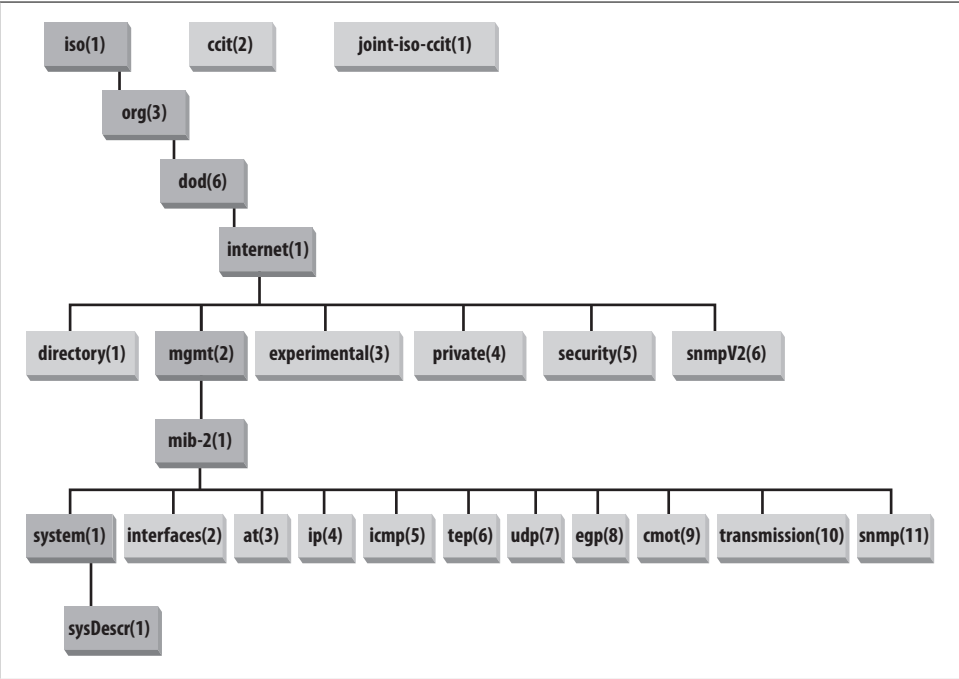 iso(1) ccit(2) joint-iso-ccit(1)
org(3)
dod(6)
internet(1)
directory(1) mgmt(2) experimental(3) private(4) security(5) snmpV2(6)
mib-2(1)
system(1) interfaces(2) at(3) ip(4) icmp(5) tep(6) udp(7) egp(8) cmot(9) transmission(10) snmp(11)
sysDescr(1)